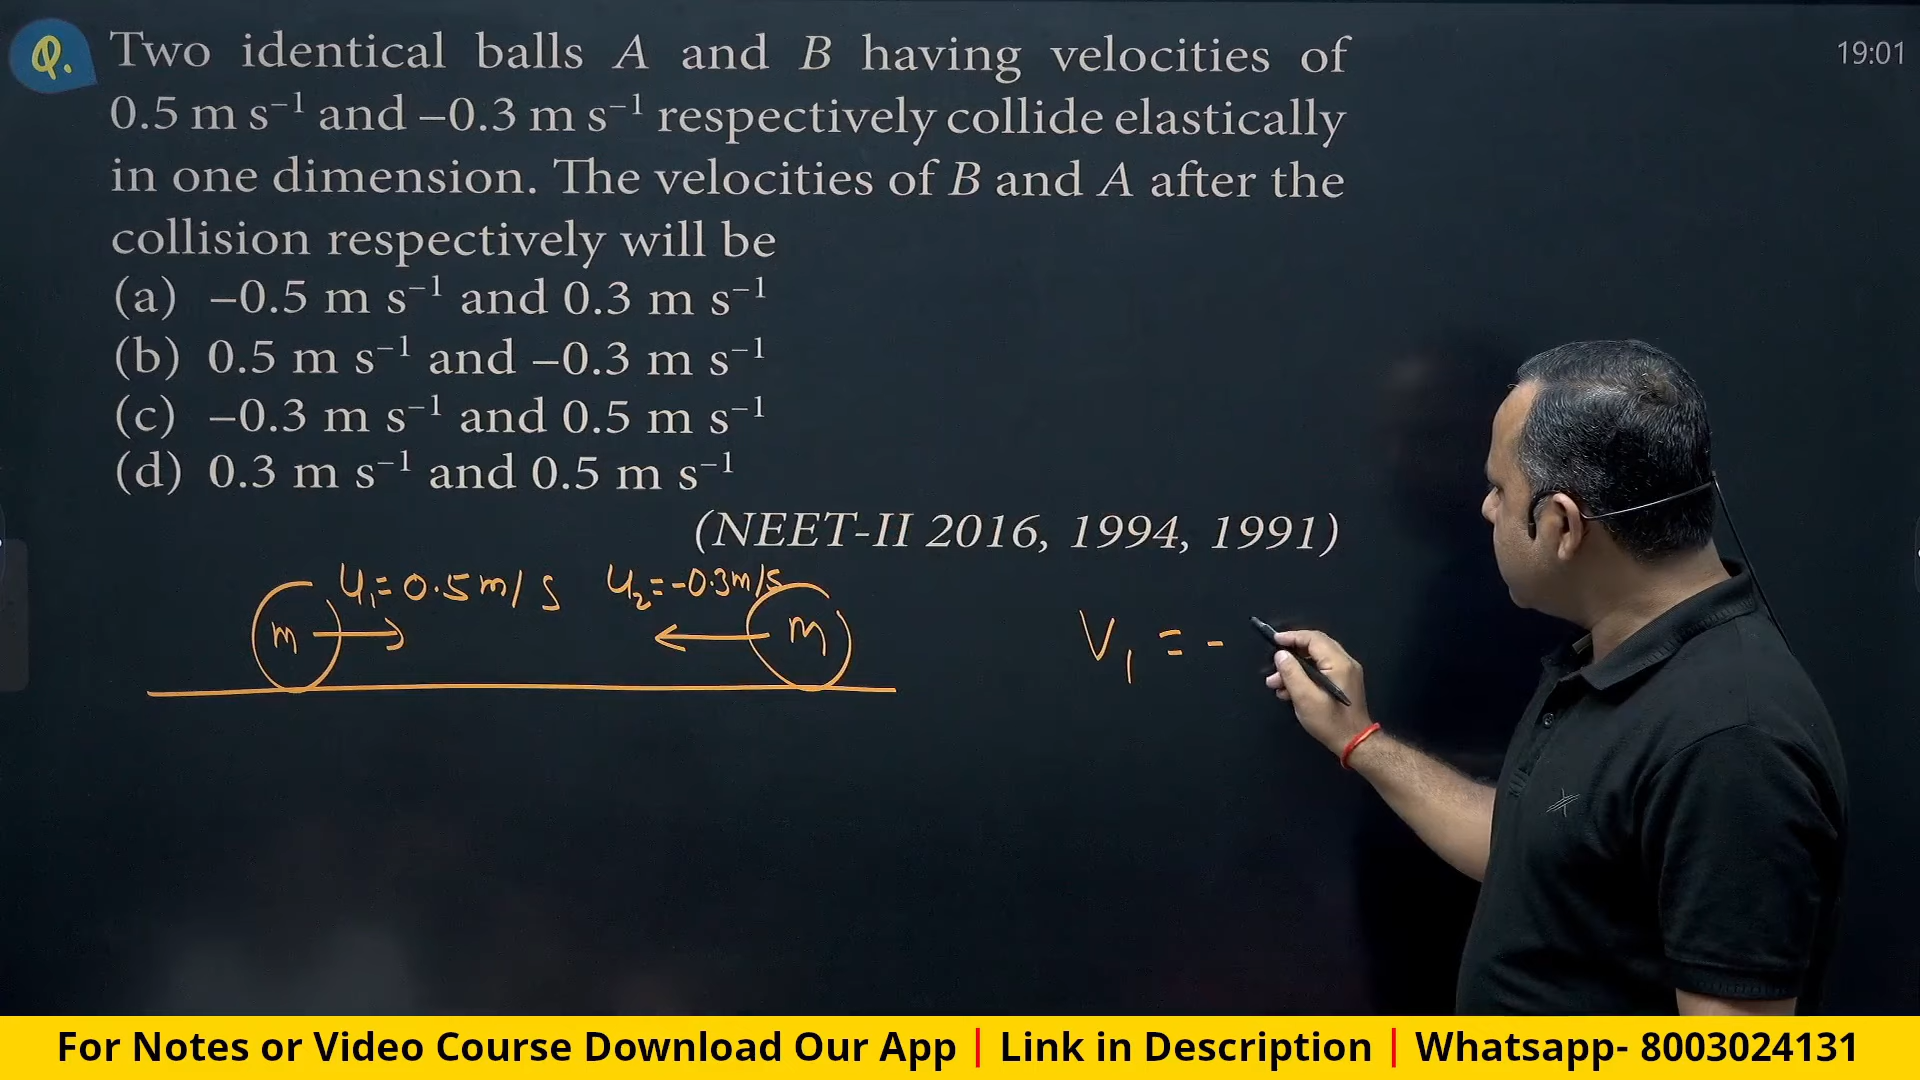 Q. Two identical balls A and B having velocities of
19:01
0.5 m s⁻¹ and –0.3 m s⁻¹ respectively collide elastically
in one dimension. The velocities of B and A after the
collision respectively will be
(a) –0.5 m s⁻¹ and 0.3 m s⁻¹
(b) 0.5 m s⁻¹ and –0.3 m s⁻¹
(c) –0.3 m s⁻¹ and 0.5 m s⁻¹
(d) 0.3 m s⁻¹ and 0.5 m s⁻¹
(NEET-II 2016, 1994, 1991)
u₁=0.5m/s u₂=-0.3m/s
m m
V₁ = -
For Notes or Video Course Download Our App | Link in Description | Whatsapp- 8003024131